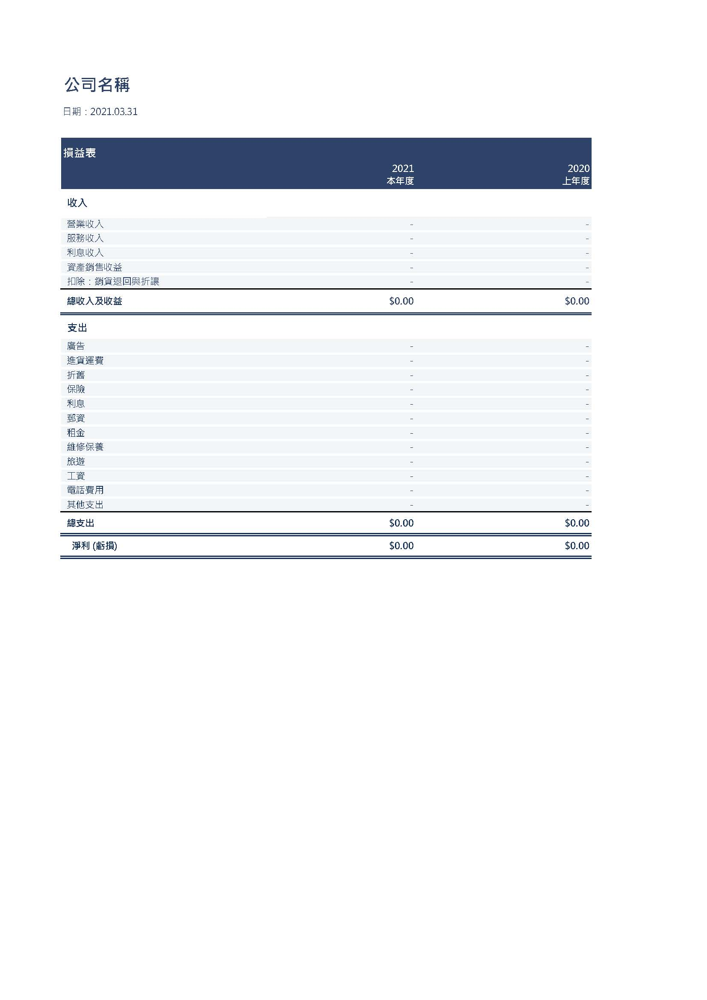 公司名稱
日期：2021.03.31
損益表
2021 2020
本年度 上年度
收入
營業收入 - -
服務收入 - -
利息收入 - -
資產銷售收益 - -
扣除：銷貨退回與折讓 - -
總收入及收益 $0.00 $0.00
支出
廣告 - -
進貨運費 - -
折舊 - -
保險 - -
利息 - -
郵資 - -
租金 - -
維修保養 - -
旅遊 - -
工資 - -
電話費用 - -
其他支出 - -
總支出 $0.00 $0.00
淨利 (虧損) $0.00 $0.00